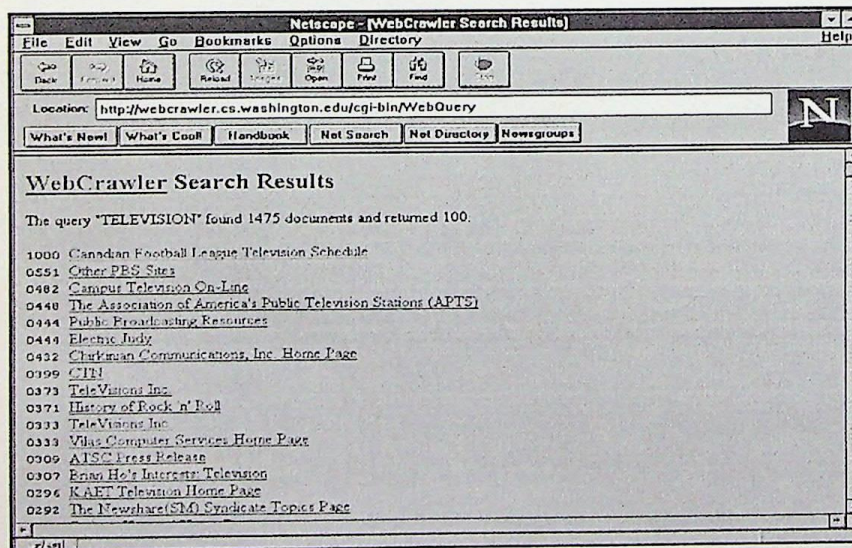 Netscape - [WebCrawler Search Results]
File Edit View Go Bookmarks Options Directory Help
Back Forward Home Reload Images Open Print Find Stop
Location: http://webcrawler.cs.washington.edu/cgi-bin/WebQuery
What's New! What's Cool! Handbook Net Search Net Directory Newsgroups
WebCrawler Search Results
The query "TELEVISION" found 1475 documents and returned 100.
1000 Canadian Football League Television Schedule
0551 Other PBS Sites
0482 Campus Television On-Line
0448 The Association of America's Public Television Stations (APTS)
0444 Public Broadcasting Resources
0444 Electric Judy
0432 Chirkinian Communications, Inc. Home Page
0399 CTN
0373 TeleVisions Inc.
0371 History of Rock 'n' Roll
0333 TeleVisions Inc.
0333 Vilas Computer Services Home Page
0309 ATSC Press Release
0307 Brian Ho's Interests: Television
0296 KAET Television Home Page
0292 The Newshare(SM) Syndicate Topics Page